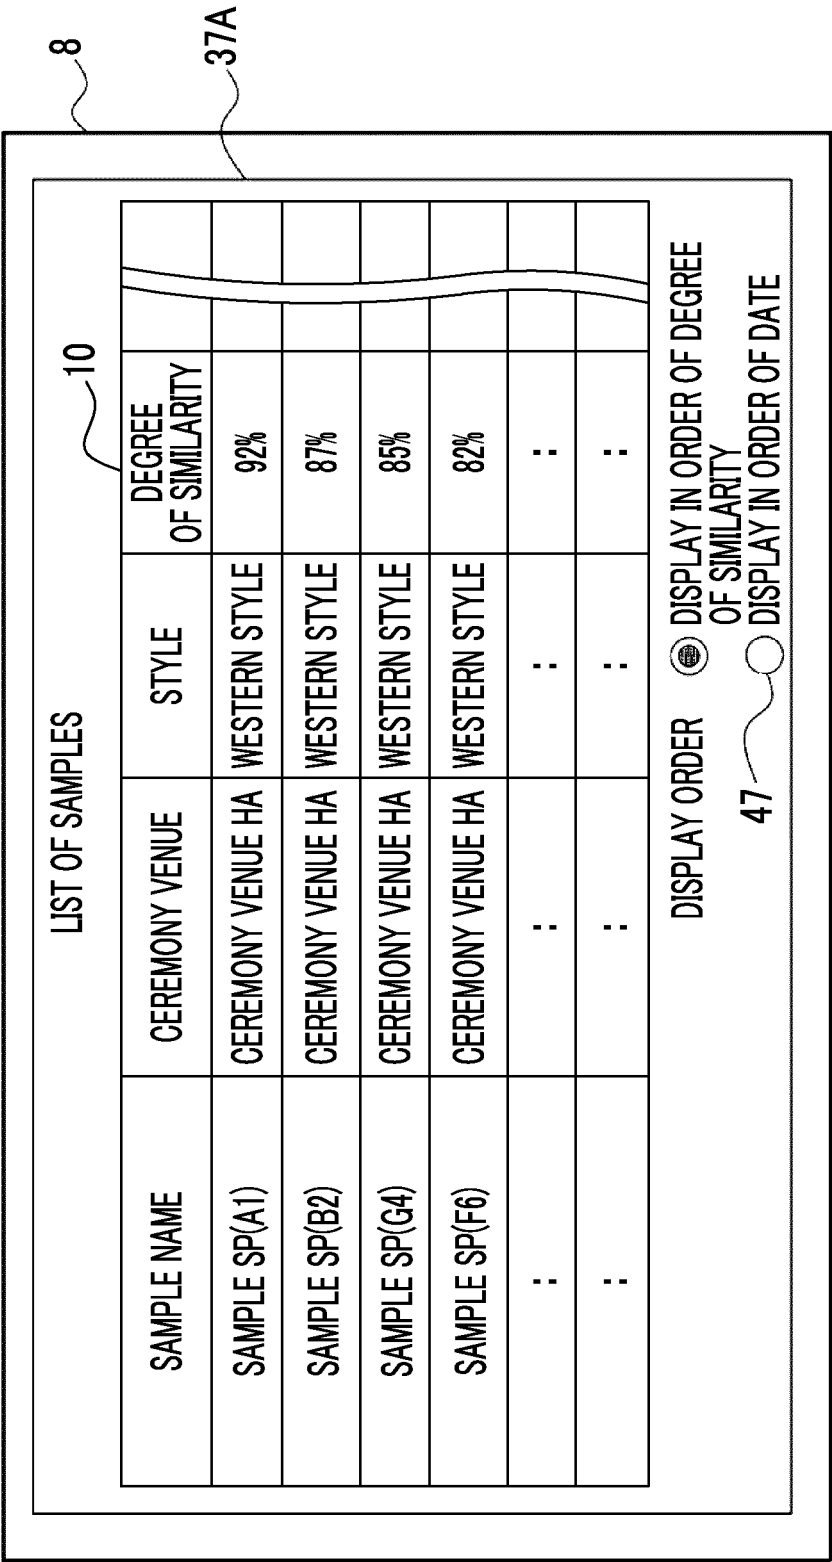 8
37A
LIST OF SAMPLES
10
SAMPLE NAME CEREMONY VENUE STYLE DEGREE OF SIMILARITY
SAMPLE SP(A1) CEREMONY VENUE HA WESTERN STYLE 92%
SAMPLE SP(B2) CEREMONY VENUE HA WESTERN STYLE 87%
SAMPLE SP(G4) CEREMONY VENUE HA WESTERN STYLE 85%
SAMPLE SP(F6) CEREMONY VENUE HA WESTERN STYLE 82%
: : : :
: : : :
DISPLAY ORDER DISPLAY IN ORDER OF DEGREE
OF SIMILARITY
47 DISPLAY IN ORDER OF DATE